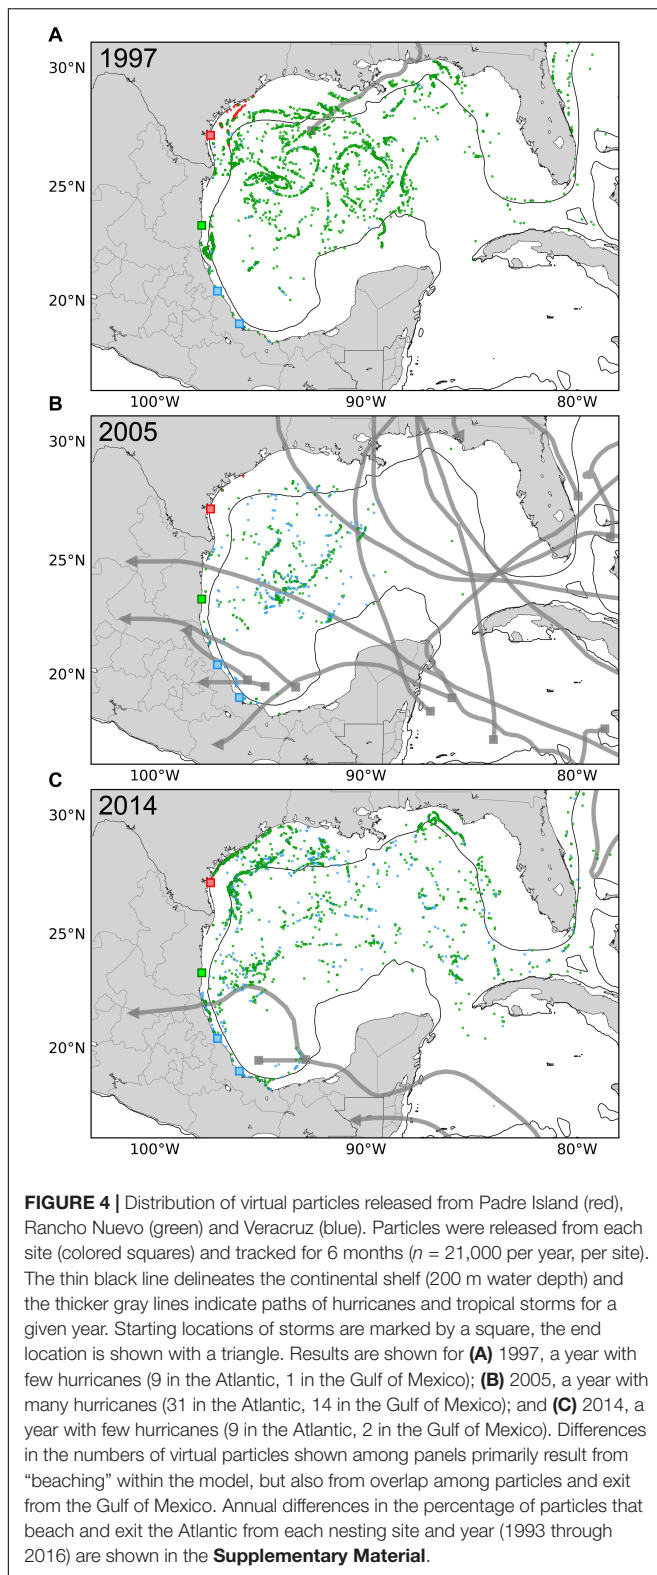 A
1997
30°N
25°N
20°N
100°W 90°W 80°W
B
2005
30°N
25°N
20°N
100°W 90°W 80°W
C
2014
30°N
25°N
20°N
100°W 90°W 80°W
FIGURE 4 | Distribution of virtual particles released from Padre Island (red),
Rancho Nuevo (green) and Veracruz (blue). Particles were released from each
site (colored squares) and tracked for 6 months (n = 21,000 per year, per site).
The thin black line delineates the continental shelf (200 m water depth) and
the thicker gray lines indicate paths of hurricanes and tropical storms for a
given year. Starting locations of storms are marked by a square, the end
location is shown with a triangle. Results are shown for (A) 1997, a year with
few hurricanes (9 in the Atlantic, 1 in the Gulf of Mexico); (B) 2005, a year with
many hurricanes (31 in the Atlantic, 14 in the Gulf of Mexico); and (C) 2014, a
year with few hurricanes (9 in the Atlantic, 2 in the Gulf of Mexico). Differences
in the numbers of virtual particles shown among panels primarily result from
“beaching” within the model, but also from overlap among particles and exit
from the Gulf of Mexico. Annual differences in the percentage of particles that
beach and exit the Atlantic from each nesting site and year (1993 through
2016) are shown in the Supplementary Material.